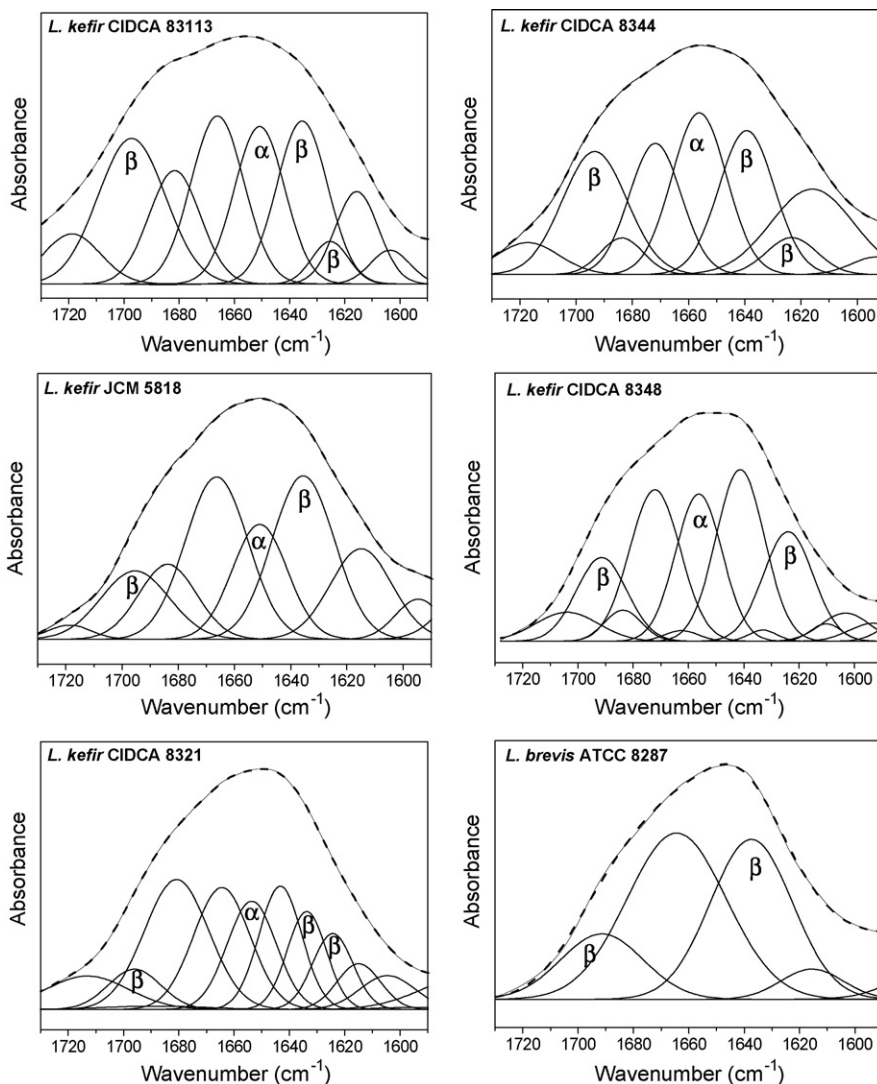 L. kefir CIDCA 83113
Absorbance
β
α
β
β
1720 1700 1680 1660 1640 1620 1600
Wavenumber (cm-1)
L. kefir CIDCA 8344
Absorbance
β
α
β
β
1720 1700 1680 1660 1640 1620 1600
Wavenumber (cm-1)
L. kefir JCM 5818
Absorbance
β
α
β
1720 1700 1680 1660 1640 1620 1600
Wavenumber (cm-1)
L. kefir CIDCA 8348
Absorbance
β
α
β
1720 1700 1680 1660 1640 1620 1600
Wavenumber (cm-1)
L. kefir CIDCA 8321
Absorbance
β
α
β
β
1720 1700 1680 1660 1640 1620 1600
Wavenumber (cm-1)
L. brevis ATCC 8287
Absorbance
β
β
1720 1700 1680 1660 1640 1620 1600
Wavenumber (cm-1)